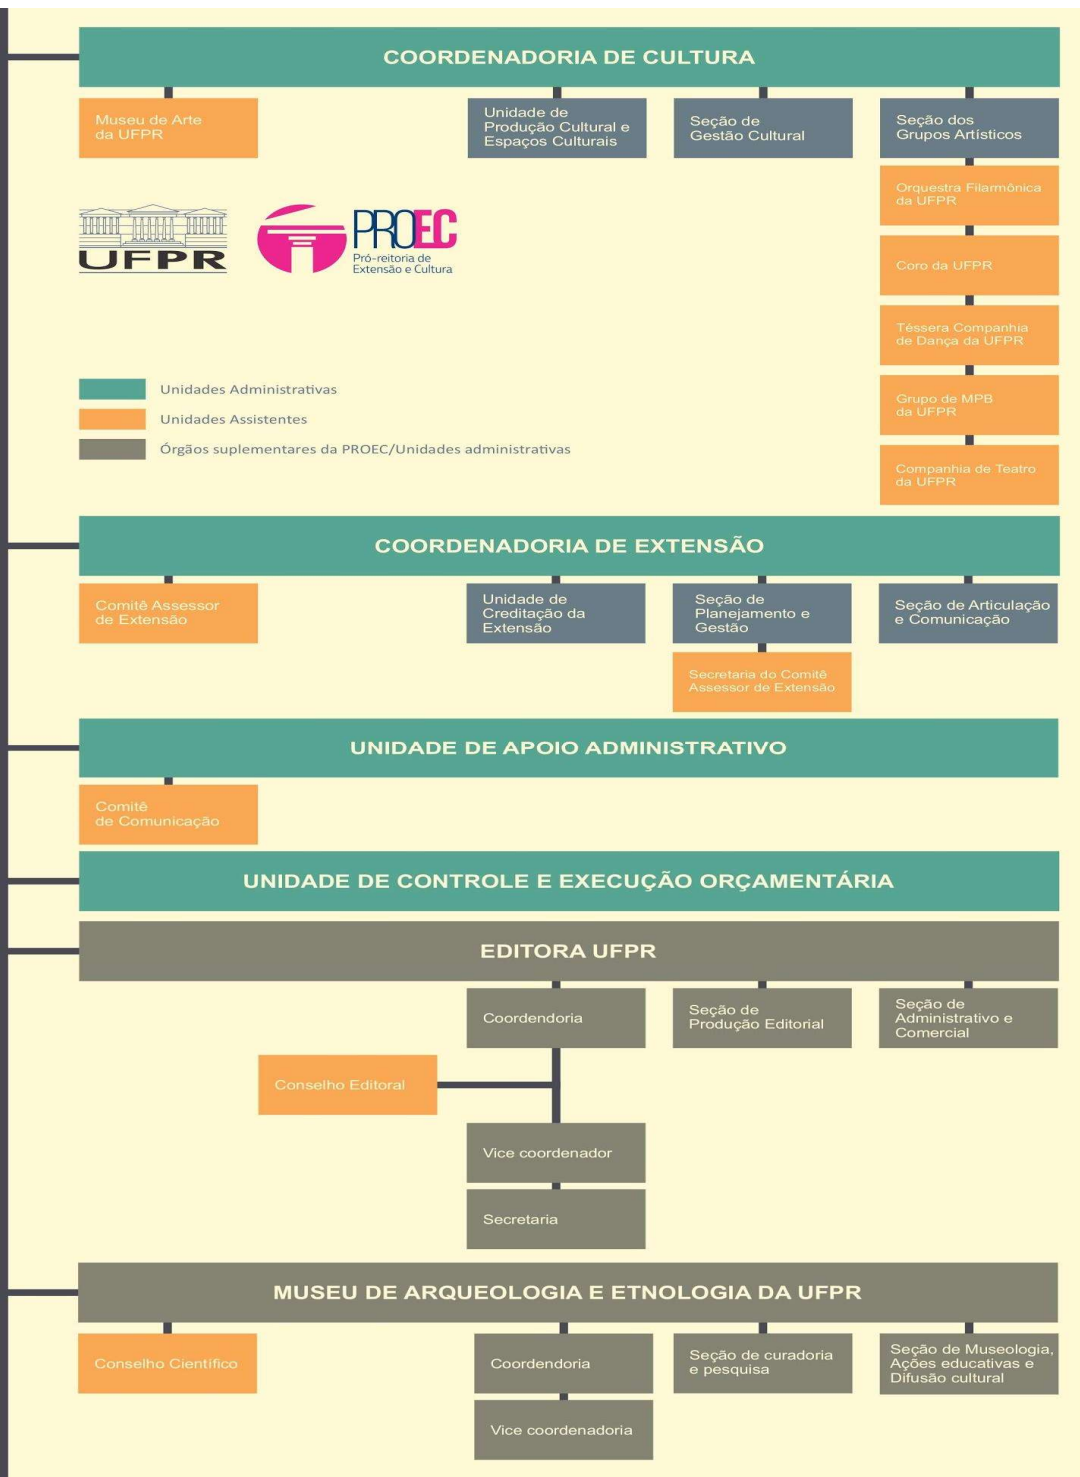 COORDENADORIA DE CULTURA
Museu de Arte
da UFPR
Unidade de
Produção Cultural e
Espaços Culturais
Seção de
Gestão Cultural
Seção dos
Grupos Artísticos
Orquestra Filarmônica
da UFPR
Coro da UFPR
Téssera Companhia
de Dança da UFPR
Grupo de MPB
da UFPR
Companhia de Teatro
da UFPR
UFPR
PROEC
Pró-reitoria de
Extensão e Cultura
Unidades Administrativas
Unidades Assistentes
Órgãos suplementares da PROEC/Unidades administrativas
COORDENADORIA DE EXTENSÃO
Comitê Assessor
de Extensão
Unidade de
Creditação da
Extensão
Seção de
Planejamento e
Gestão
Seção de Articulação
e Comunicação
Secretaria do Comitê
Assessor de Extensão
UNIDADE DE APOIO ADMINISTRATIVO
Comitê
de Comunicação
UNIDADE DE CONTROLE E EXECUÇÃO ORÇAMENTÁRIA
EDITORA UFPR
Coordendoria
Seção de
Produção Editorial
Seção de
Administrativo e
Comercial
Conselho Editoral
Vice coordenador
Secretaria
MUSEU DE ARQUEOLOGIA E ETNOLOGIA DA UFPR
Conselho Científico
Coordendoria
Seção de curadoria
e pesquisa
Seção de Museologia,
Ações educativas e
Difusão cultural
Vice coordenadoria